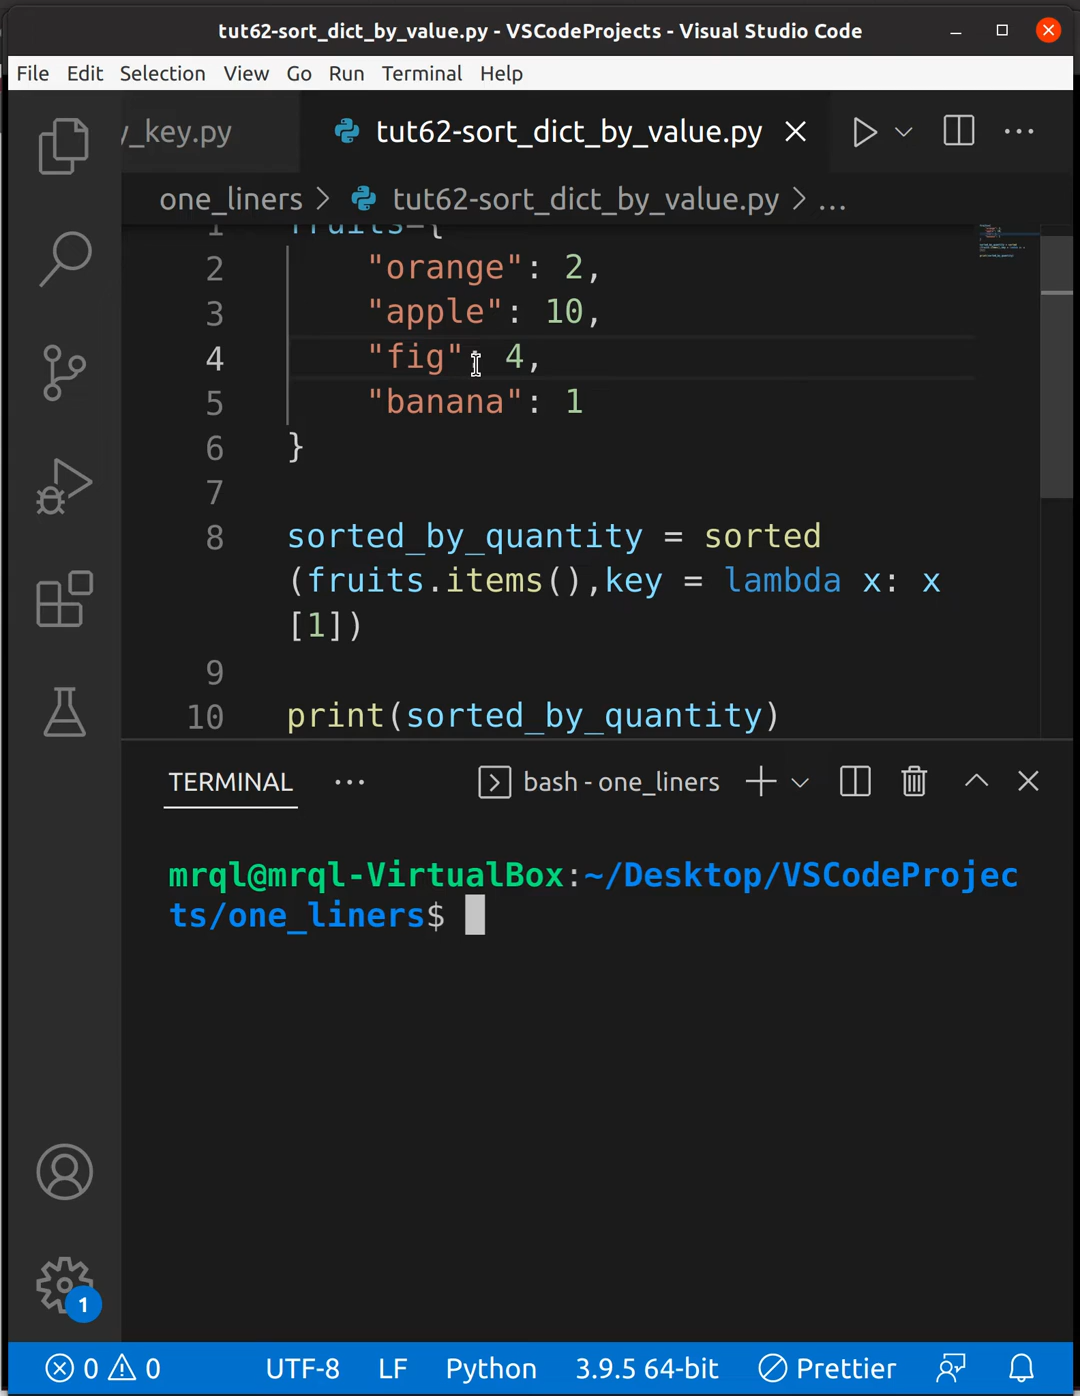 tut62-sort_dict_by_value.py - VSCodeProjects - Visual Studio Code
File Edit Selection View Go Run Terminal Help
y_key.py tut62-sort_dict_by_value.py
one_liners > tut62-sort_dict_by_value.py > ...
1 fruits={
2 "orange": 2,
3 "apple": 10,
4 "fig": 4,
5 "banana": 1
6 }
7
8 sorted_by_quantity = sorted
(fruits.items(),key = lambda x: x
[1])
9
10 print(sorted_by_quantity)
TERMINAL ... bash - one_liners
mrql@mrql-VirtualBox:~/Desktop/VSCodeProjec
ts/one_liners$
1
0 0 UTF-8 LF Python 3.9.5 64-bit Prettier